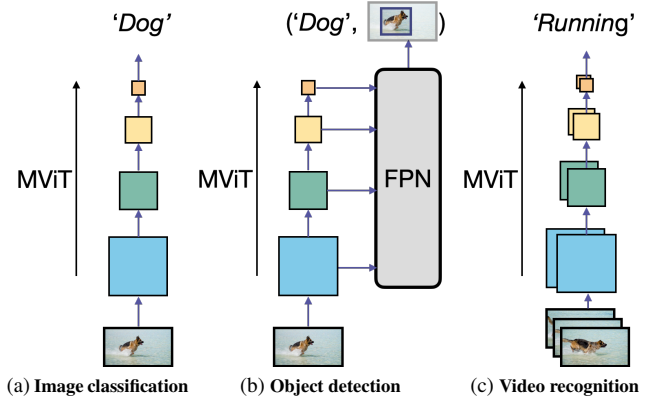 ‘Dog’
(‘Dog’, )
‘Running’
MViT
MViT
FPN
MViT
(a) Image classification
(b) Object detection
(c) Video recognition